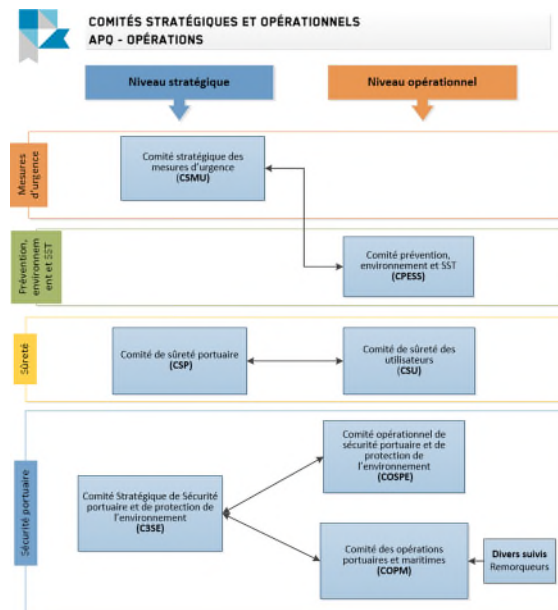 COMITÉS STRATÉGIQUES ET OPÉRATIONNELS
APQ - OPÉRATIONS
Niveau stratégique
Niveau opérationnel
Mesures
d'urgence
Comité stratégique des
mesures d'urgence
(CSMU)
Prévention,
environnem
ent et SST
Comité prévention,
environnement et SST
(CPESS)
Sûreté
Comité de sûreté portuaire
(CSP)
Comité de sûreté des
utilisateurs
(CSU)
Sécurité portuaire
Comité opérationnel de
sécurité portuaire et de
protection de
l'environnement
(COSPE)
Comité Stratégique de Sécurité
portuaire et de protection de
l'environnement
(C3SE)
Comité des opérations
portuaires et maritimes
(COPM)
Divers suivis
Remorqueurs